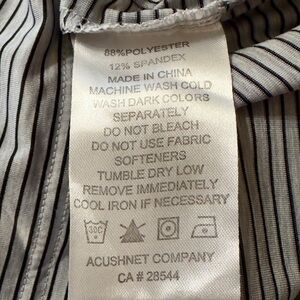 88%POLYESTER
12% SPANDEX
MADE IN CHINA
MACHINE WASH COLD
WASH DARK COLORS
SEPARATELY
DO NOT BLEACH
DO NOT USE FABRIC
SOFTENERS
TUMBLE DRY LOW
REMOVE IMMEDIATELY
COOL IRON IF NECESSARY
30C
ACUSHNET COMPANY
CA # 28544